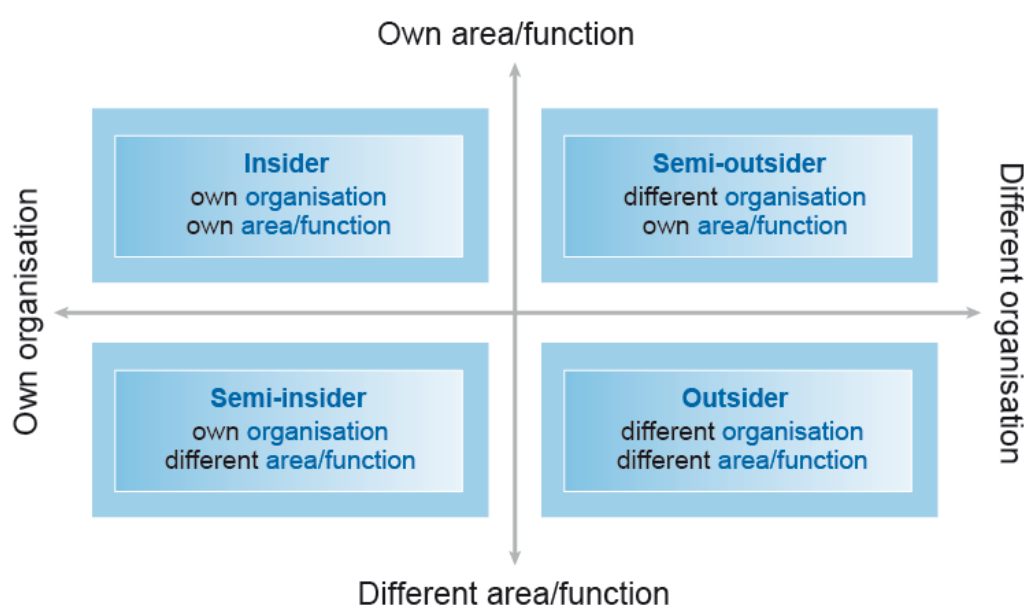 Own area/function
Own organisation
Insider
own organisation
own area/function
Semi-outsider
different organisation
own area/function
Different organisation
Semi-insider
own organisation
different area/function
Outsider
different organisation
different area/function
Different area/function